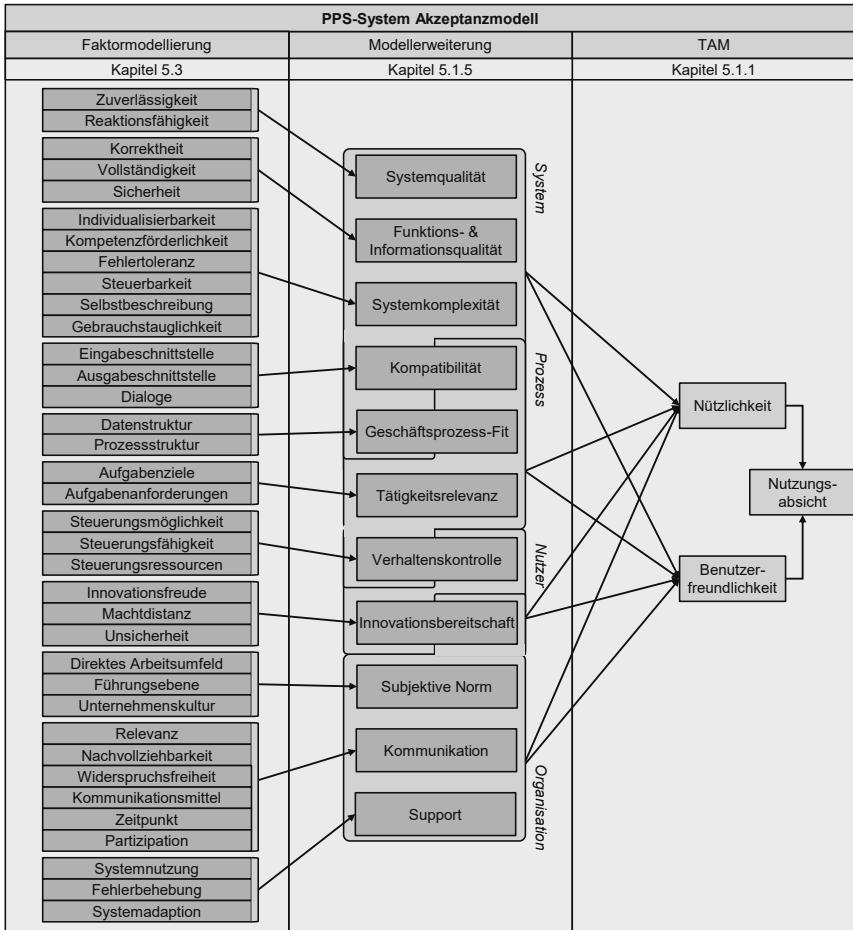 PPS-System Akzeptanzmodell
Faktormodellierung
Modellerweiterung
TAM
Kapitel 5.3
Kapitel 5.1.5
Kapitel 5.1.1
Zuverlässigkeit
Reaktionsfähigkeit
Korrektheit
Vollständigkeit
Sicherheit
Individualisierbarkeit
Kompetenzförderlichkeit
Fehlertoleranz
Steuerbarkeit
Selbstbeschreibung
Gebrauchstauglichkeit
Eingabeschnittstelle
Ausgabeschnittstelle
Dialoge
Datenstruktur
Prozessstruktur
Aufgabenziele
Aufgabenanforderungen
Steuerungsmöglichkeit
Steuerungsfähigkeit
Steuerungsressourcen
Innovationsfreude
Machtdistanz
Unsicherheit
Direktes Arbeitsumfeld
Führungsebene
Unternehmenskultur
Relevanz
Nachvollziehbarkeit
Widerspruchsfreiheit
Kommunikationsmittel
Zeitpunkt
Partizipation
Systemnutzung
Fehlerbehebung
Systemadaption
Systemqualität
Funktions- &
Informationsqualität
Systemkomplexität
Kompatibilität
Geschäftsprozess-Fit
Tätigkeitsrelevanz
Verhaltenskontrolle
Innovationsbereitschaft
Subjektive Norm
Kommunikation
Support
System
Prozess
Nutzer
Organisation
Nützlichkeit
Nutzungs-
absicht
Benutzer-
freundlichkeit